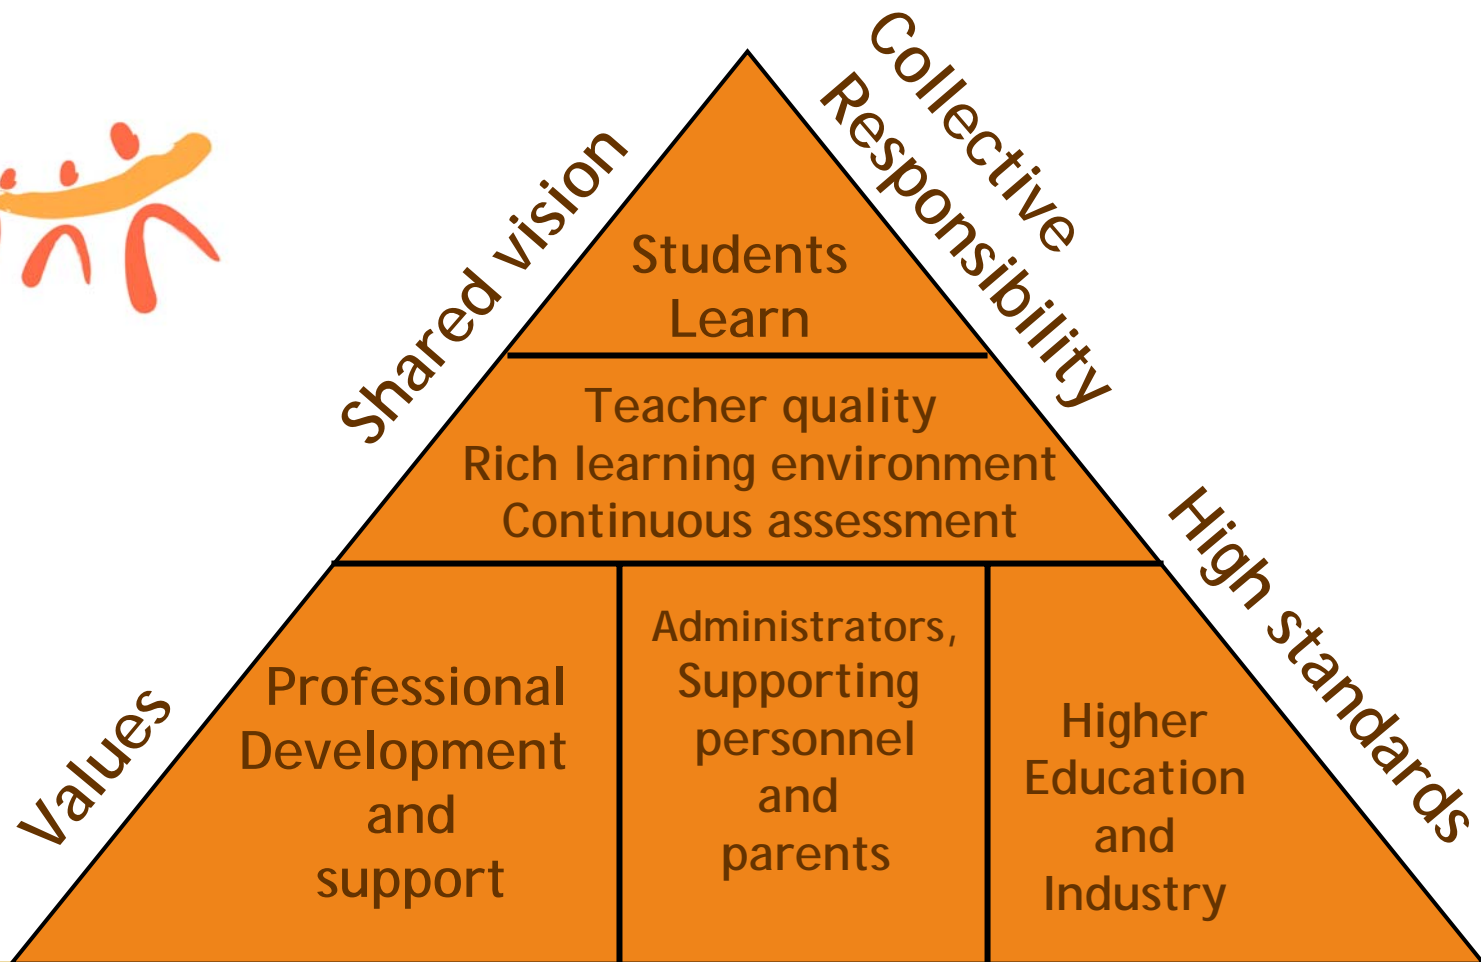 Collective
Responsibility
Shared vision
Students
Learn
Teacher quality
Rich learning environment
Continuous assessment
High standards
Values
Professional
Development
and
support
Administrators,
Supporting
personnel
and
parents
Higher
Education
and
Industry